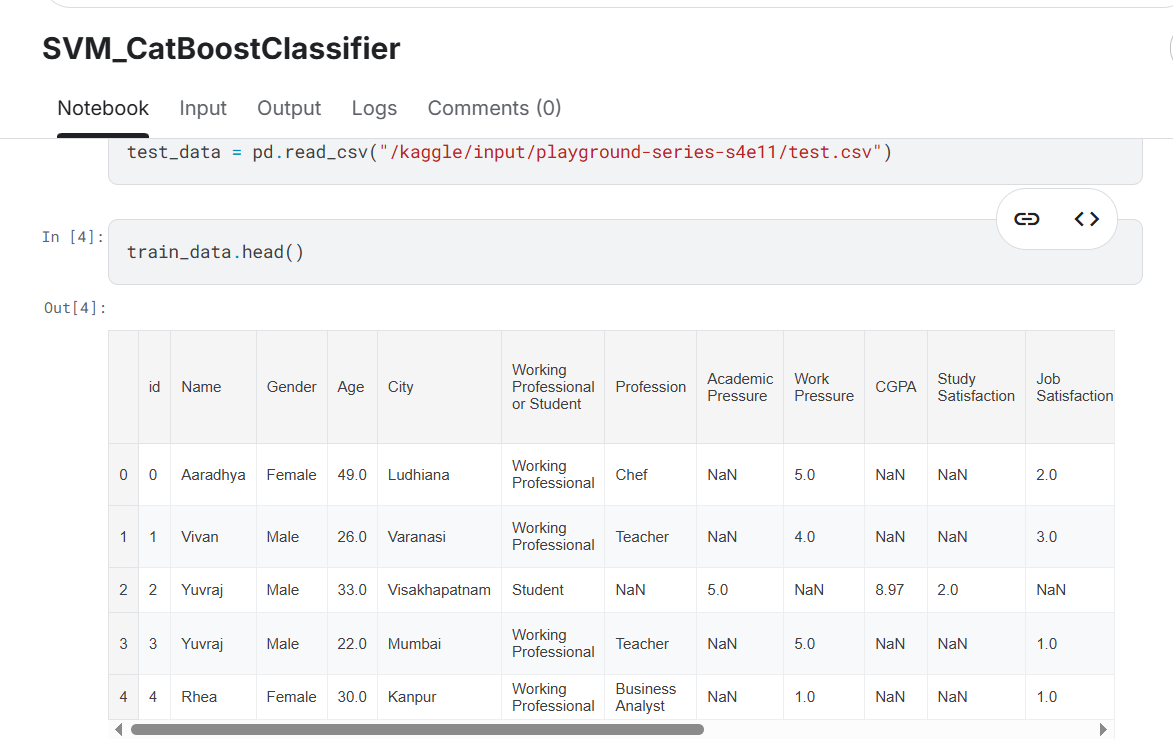 SVM_CatBoostClassifier
Notebook Input Output Logs Comments (0)
test_data = pd.read_csv("/kaggle/input/playground-series-s4e11/test.csv")
In [4]:
train_data.head()
Out[4]:
id Name Gender Age City Working Professional or Student Profession Academic Pressure Work Pressure CGPA Study Satisfaction Job Satisfaction
0 0 Aaradhya Female 49.0 Ludhiana Working Professional Chef NaN 5.0 NaN NaN 2.0
1 1 Vivan Male 26.0 Varanasi Working Professional Teacher NaN 4.0 NaN NaN 3.0
2 2 Yuvraj Male 33.0 Visakhapatnam Student NaN 5.0 NaN 8.97 2.0 NaN
3 3 Yuvraj Male 22.0 Mumbai Working Professional Teacher NaN 5.0 NaN NaN 1.0
4 4 Rhea Female 30.0 Kanpur Working Professional Business Analyst NaN 1.0 NaN NaN 1.0